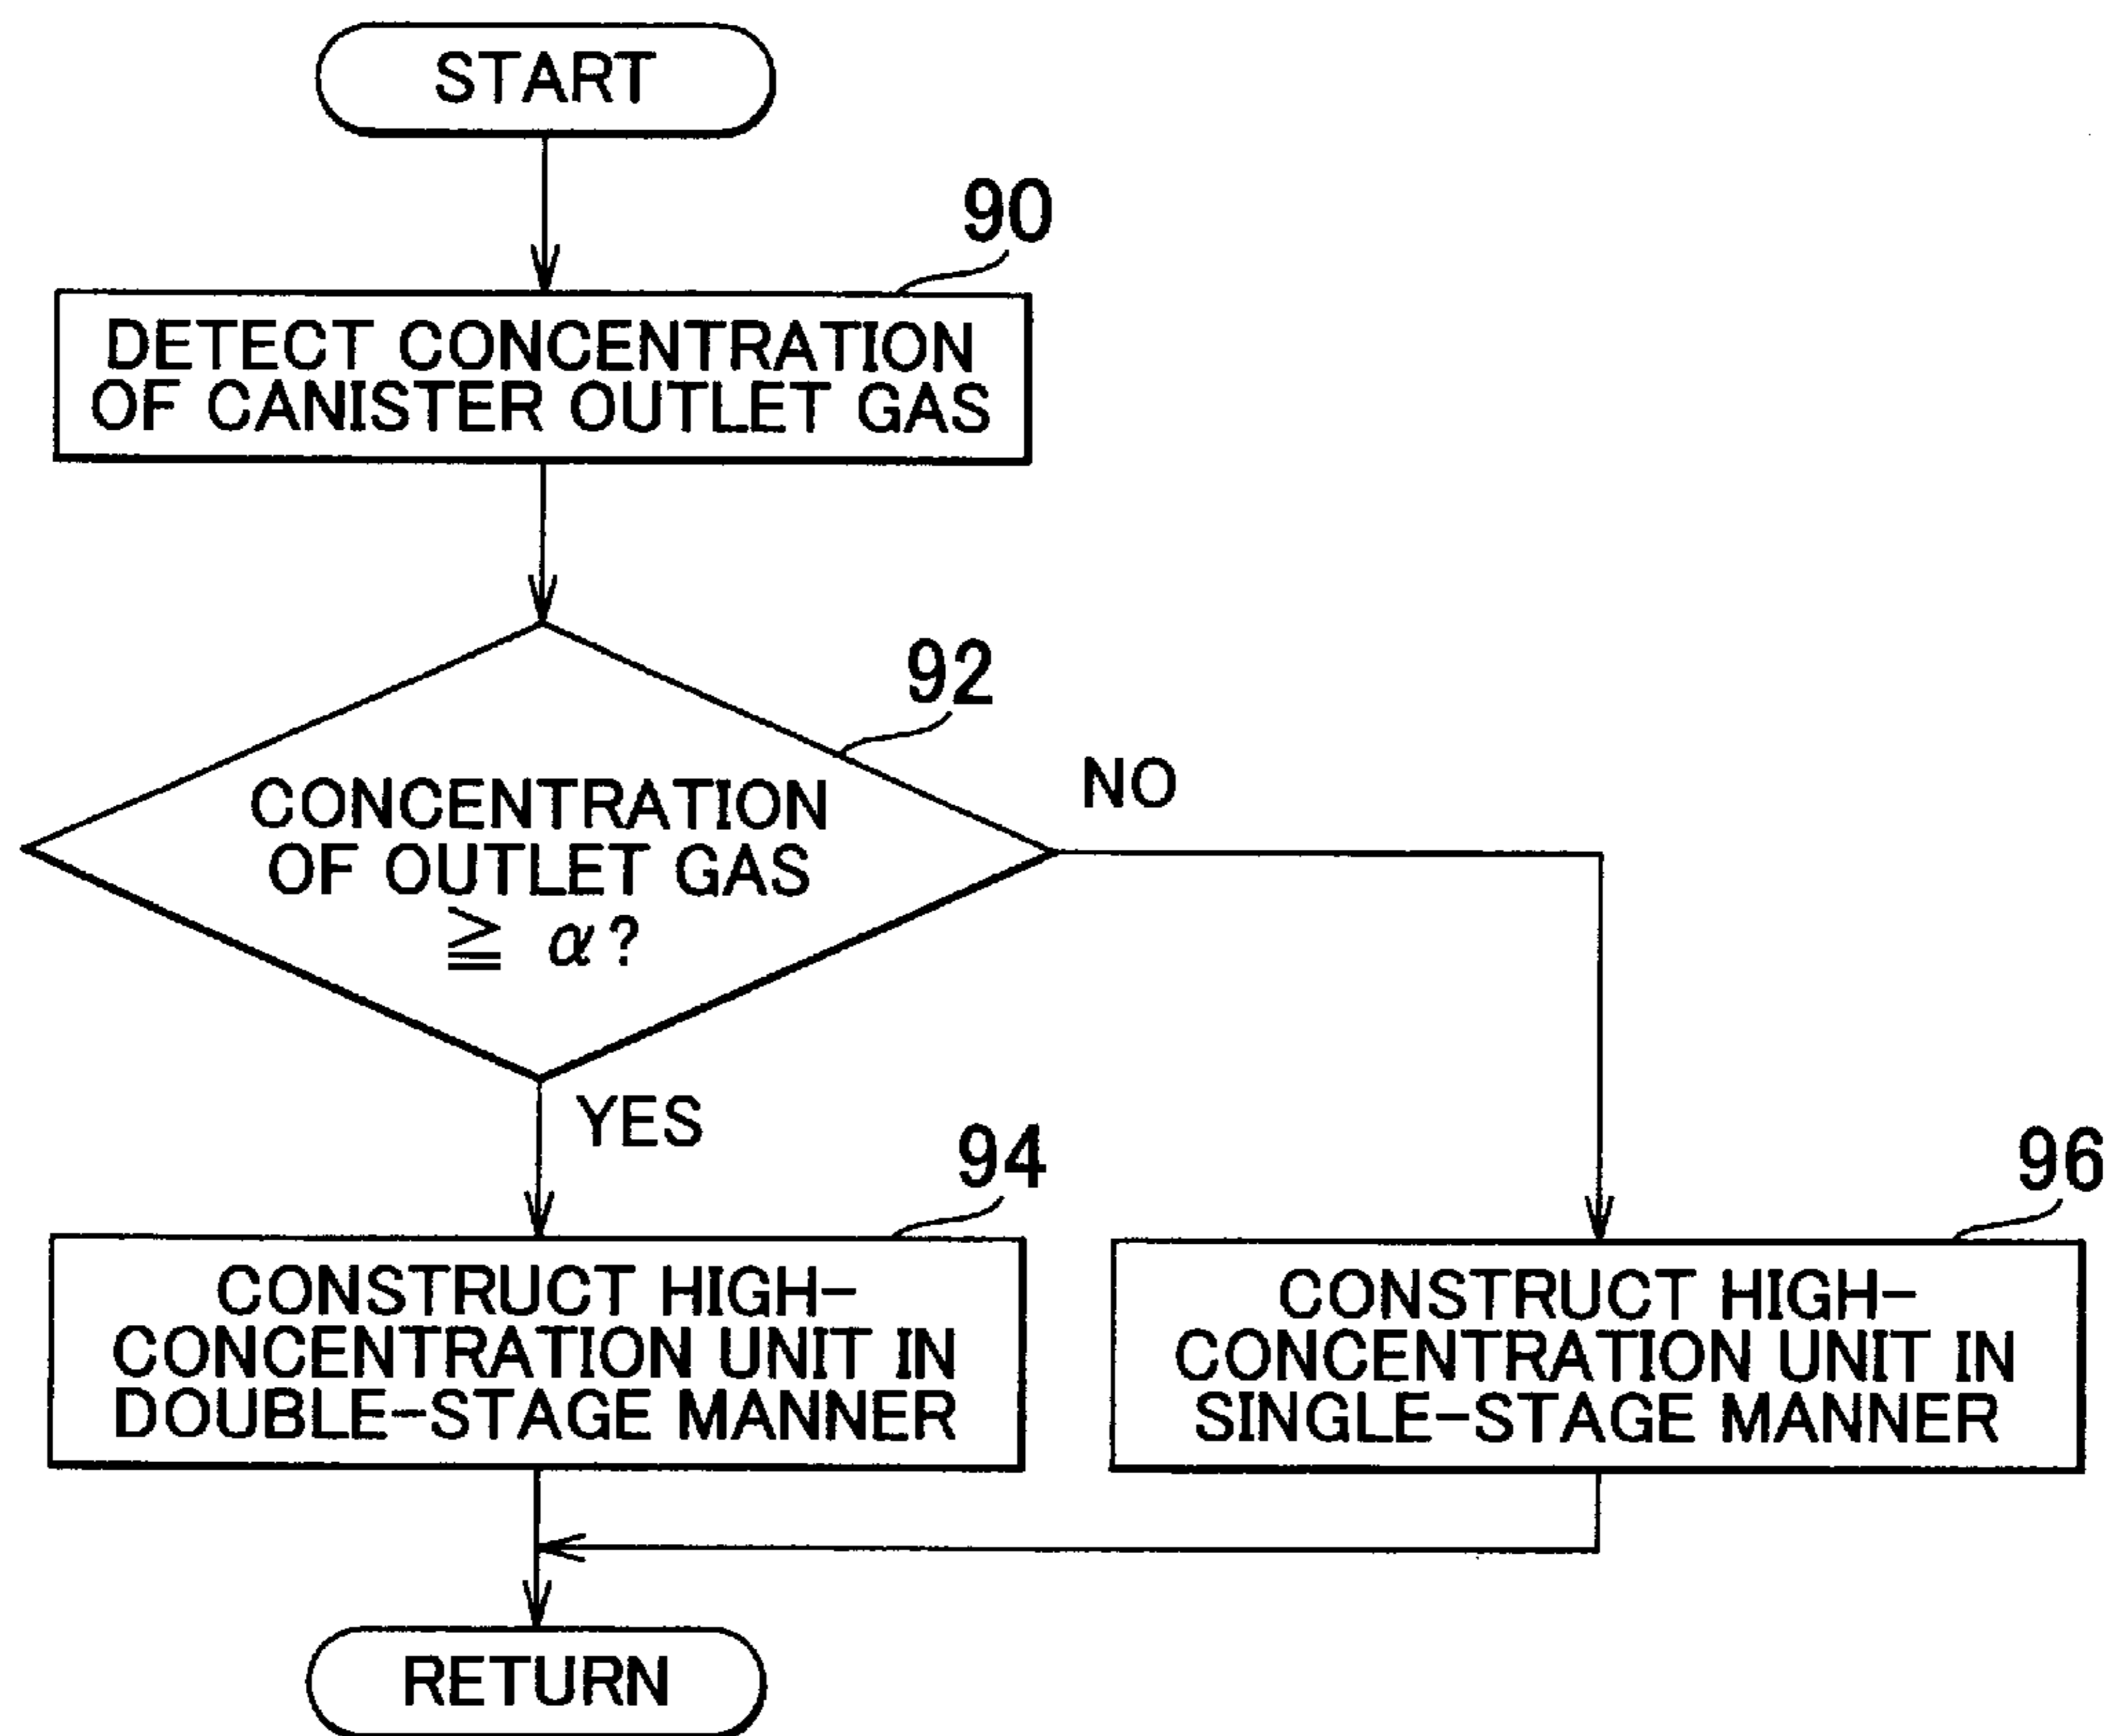 START
90
DETECT CONCENTRATION
OF CANISTER OUTLET GAS
92
CONCENTRATION
OF OUTLET GAS
≧ α?
NO
YES
94
CONSTRUCT HIGH-
CONCENTRATION UNIT IN
DOUBLE-STAGE MANNER
96
CONSTRUCT HIGH-
CONCENTRATION UNIT IN
SINGLE-STAGE MANNER
RETURN